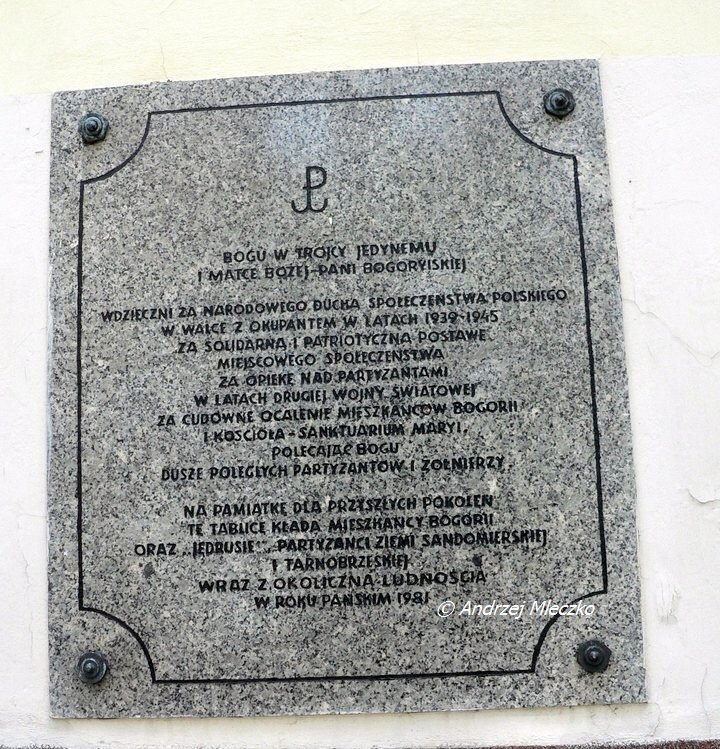 BOGU W TRÓJCY JEDYNEMU
I MATCE BOŻEJ-PANI BOGORYJSKIEJ
WDZIĘCZNI ZA NARODOWEGO DUCHA SPOŁECZEŃSTWA POLSKIEGO
W WALCE Z OKUPANTEM W LATACH 1939-1945
ZA SOLIDARNĄ I PATRIOTYCZNĄ POSTAWĘ
MIEJSCOWEGO SPOŁECZEŃSTWA
ZA OPIEKĘ NAD PARTYZANTAMI
W LATACH DRUGIEJ WOJNY ŚWIATOWEJ
ZA CUDOWNE OCALENIE MIESZKAŃCÓW BOGORII
I KOŚCIOŁA-SANKTUARIUM MARYI,
POLECAJĄC BOGU
DUSZE POLEGŁYCH PARTYZANTÓW I ŻOŁNIERZY.
NA PAMIĄTKĘ DLA PRZYSZŁYCH POKOLEŃ
TĘ TABLICĘ KŁADĄ MIESZKAŃCY BOGORII
ORAZ „JĘDRUSIE", PARTYZANCI ZIEMI SANDOMIERSKIEJ
I TARNOBRZESKIEJ
WRAZ Z OKOLICZNĄ LUDNOŚCIĄ
W ROKU PAŃSKIM 1981
© Andrzej Mleczko